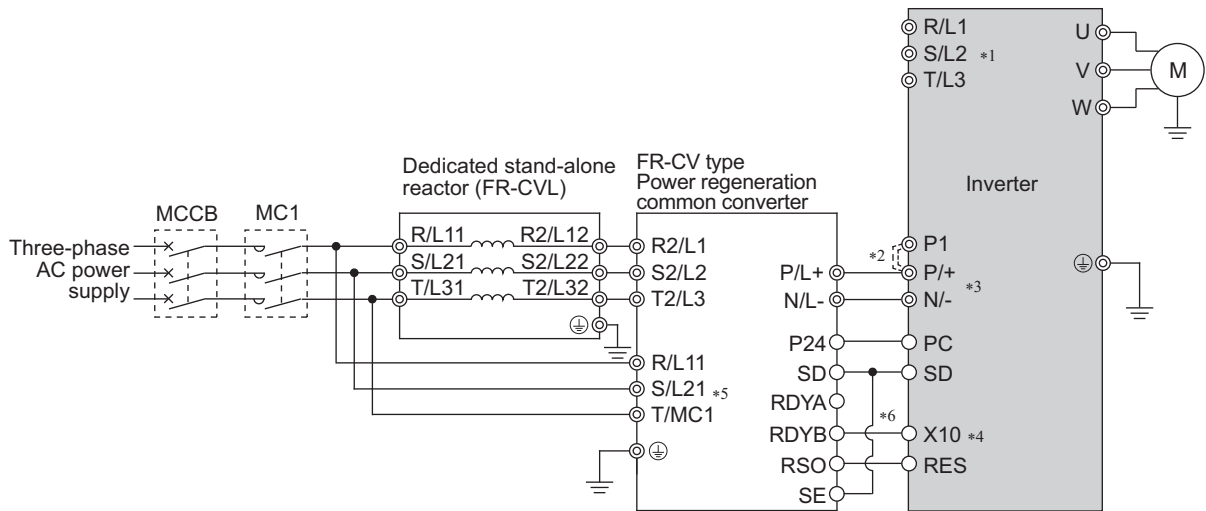 R/L1
S/L2 *1
T/L3
U
V
W
M
Dedicated stand-alone
reactor (FR-CVL)
FR-CV type
Power regeneration
common converter
Inverter
MCCB
MC1
Three-phase
AC power
supply
R/L11
R2/L12
S/L21
S2/L22
T/L31
T2/L32
R2/L1
S2/L2
T2/L3
R/L11
S/L21 *5
T/MC1
P/L+
N/L-
P24
SD
RDYA
RDYB
RSO
SE
*2
*6
P1
P/+
*3
N/-
PC
SD
X10 *4
RES